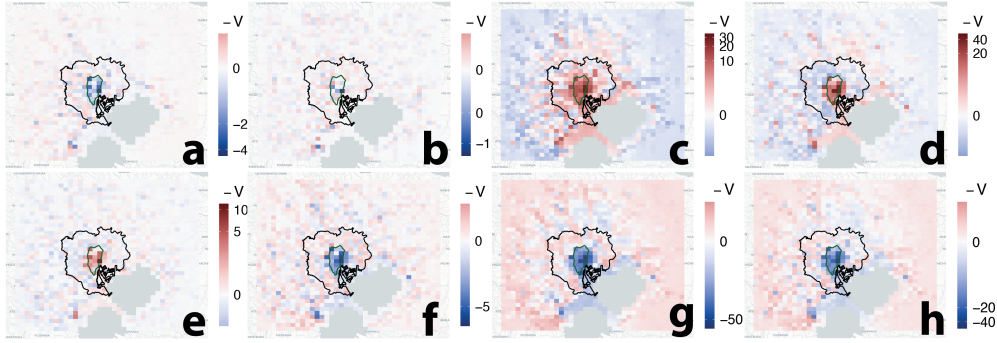 – V – V – V – V
0 0 30 40
–2 0 20 20
–4 –1 10 0
0
a b c d
– V – V – V – V
10 0 0 0
5 –5 –50 –20
0 –40
e f g h